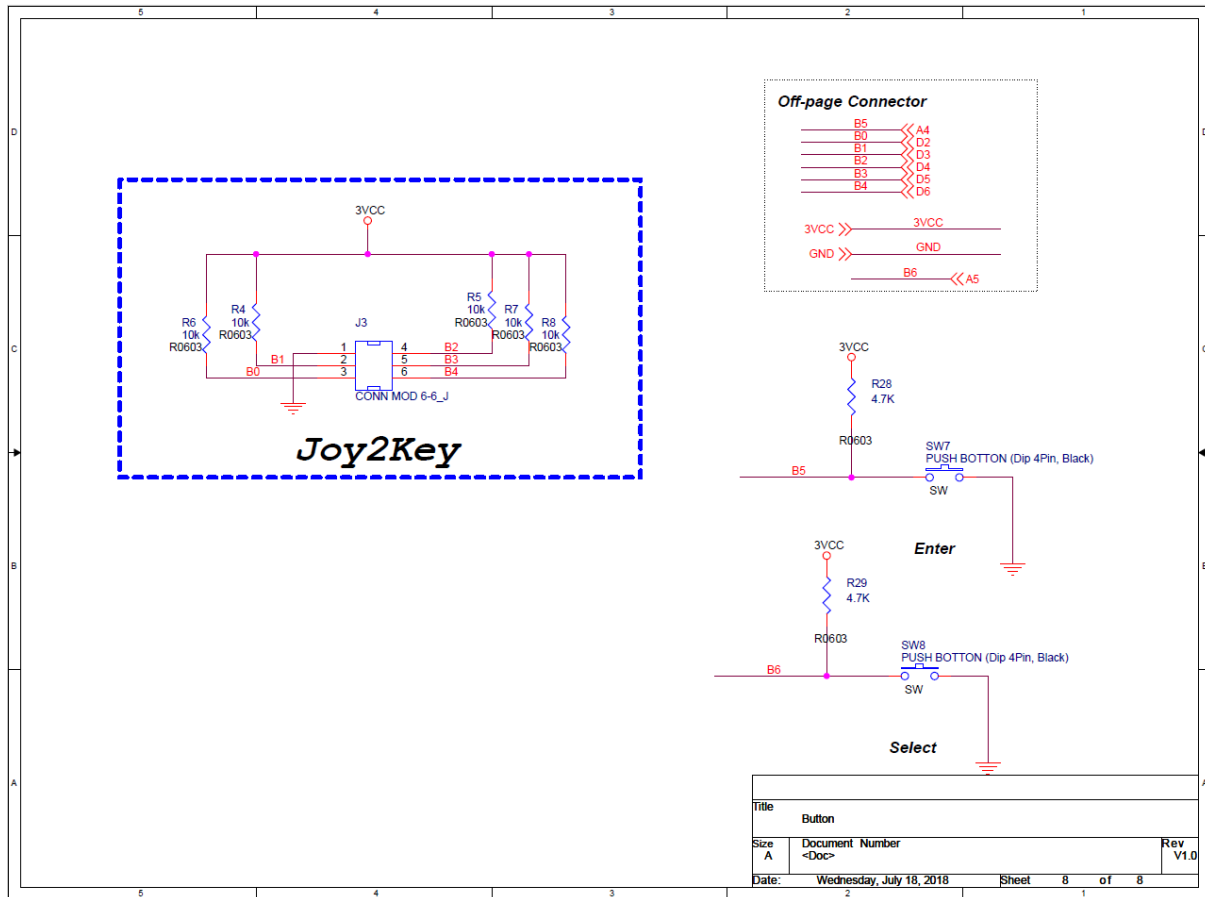 5 4 3 2 1
D
C
B
A
D
C
B
A
Off-page Connector
B5 A4
B0 D2
B1 D3
B2 D4
B3 D5
B4 D6
3VCC 3VCC
GND GND
B6 A5
3VCC
R6
10k
R0603
R4
10k
R5
10k
R0603
R7
10k
R0603
R8
10k
R0603
J3
1 4 B2
B1 2 5 B3
B0 3 6 B4
CONN MOD 6-6_J
Joy2Key
3VCC
R28
4.7K
R0603
SW7
PUSH BOTTON (Dip 4Pin, Black)
B5
SW
Enter
3VCC
R29
4.7K
R0603
SW8
PUSH BOTTON (Dip 4Pin, Black)
B6
SW
Select
Title
Button
Size Document Number Rev
A <Doc> V1.0
Date: Wednesday, July 18, 2018 Sheet 8 of 8
5 4 3 2 1